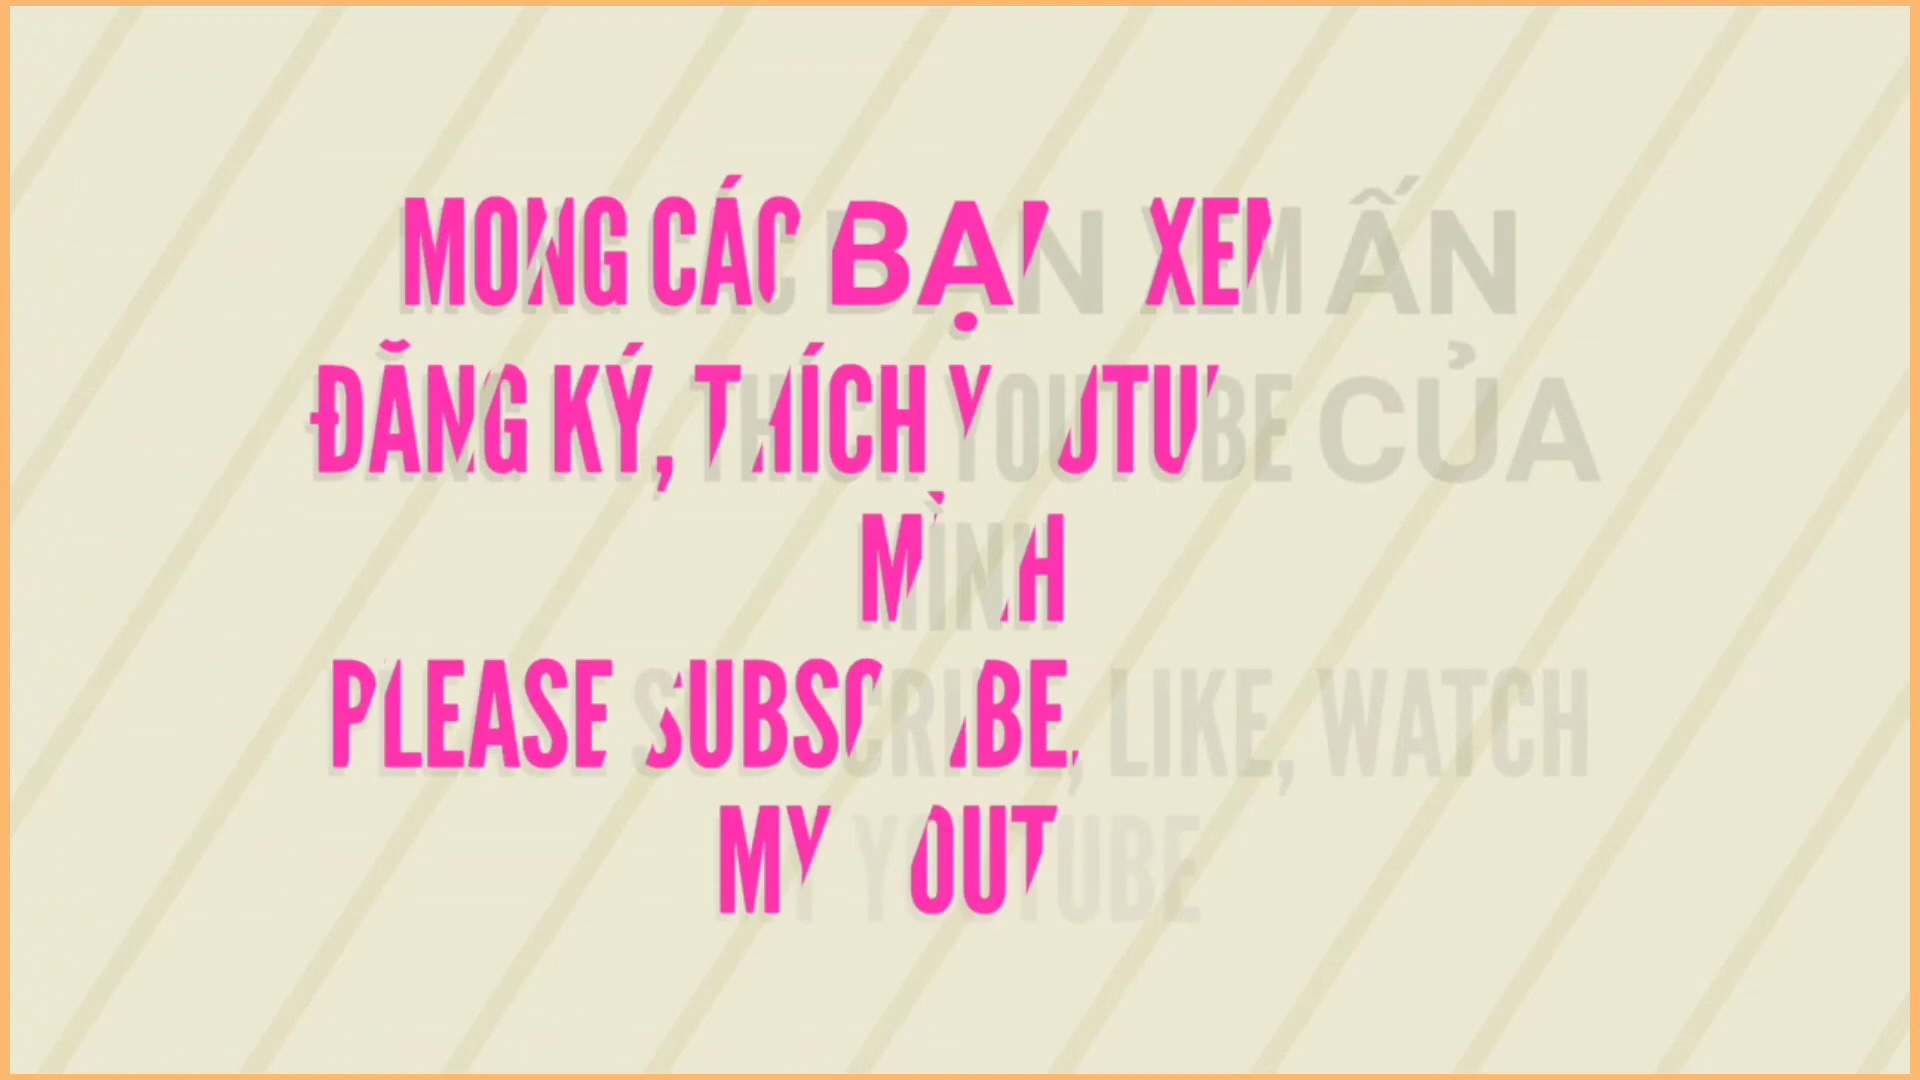 MONG CÁC BẠN XEM ẤN
ĐĂNG KÝ, THÍCH YOUTUBE CỦA
MÌNH
PLEASE SUBSCRIBE, LIKE, WATCH
MY YOUTUBE